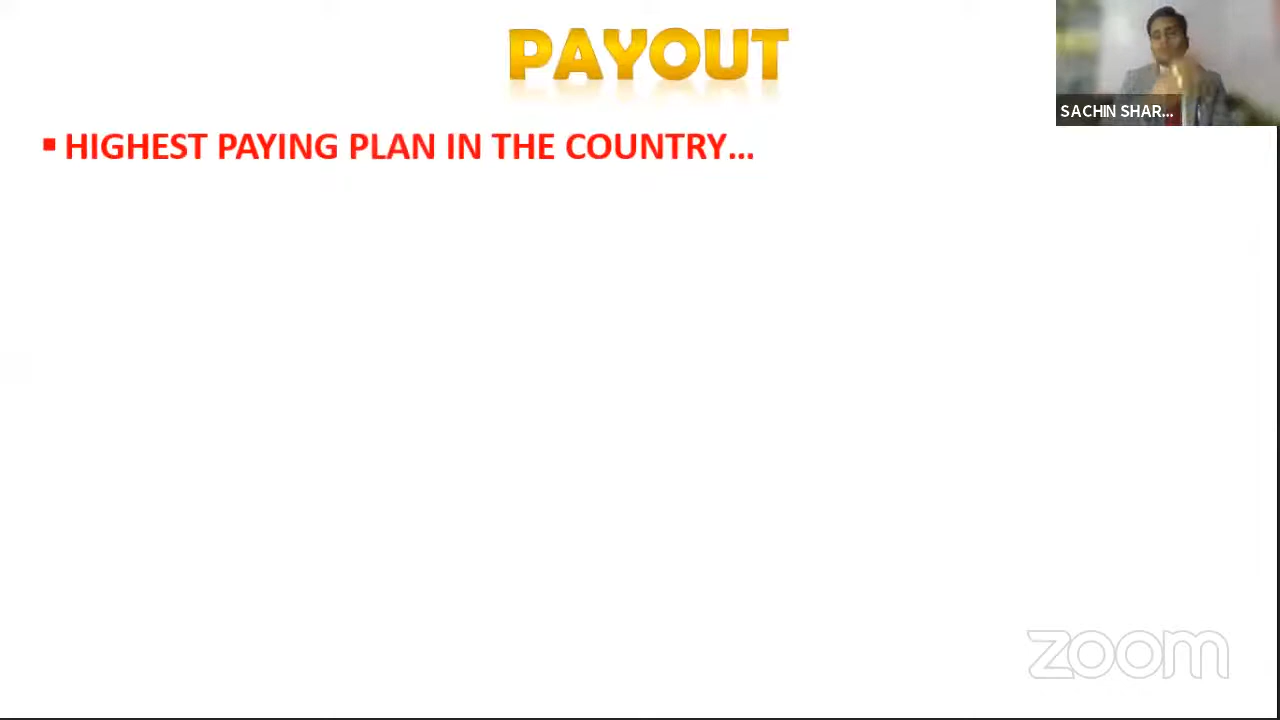 PAYOUT
SACHIN SHAR...
▪ HIGHEST PAYING PLAN IN THE COUNTRY...
zoom